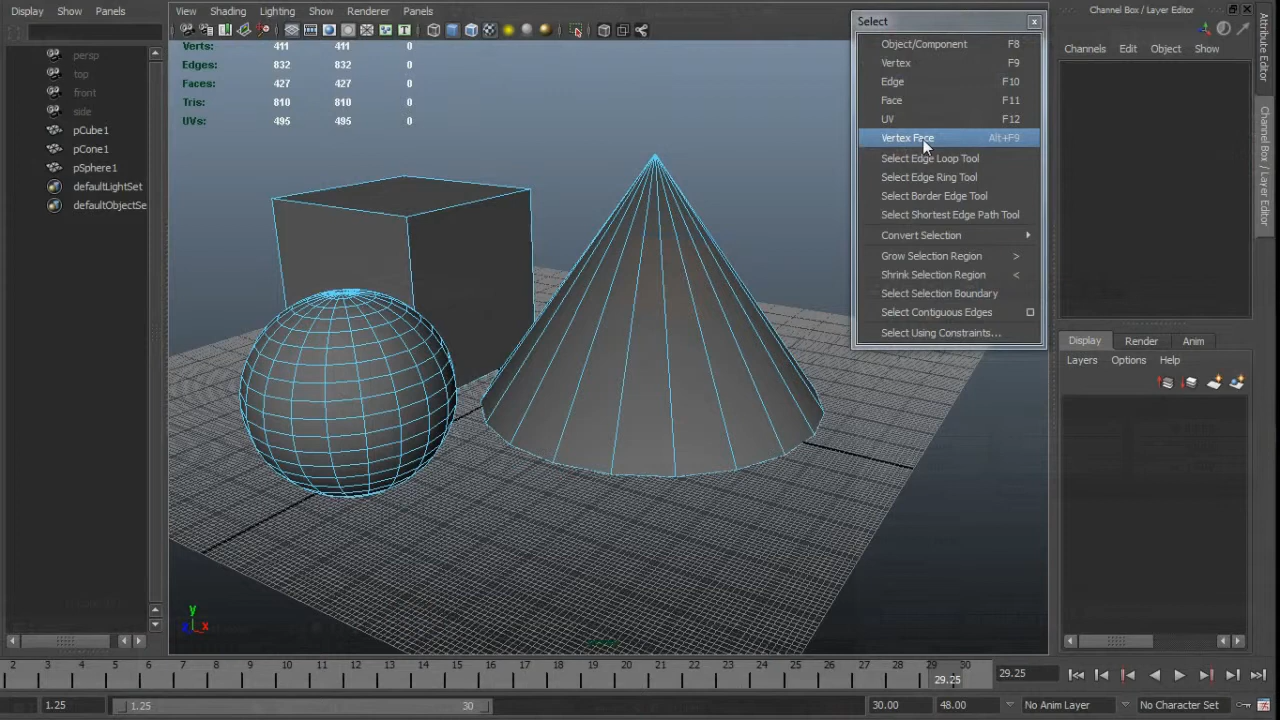 Display Show Panels
View Shading Lighting Show Renderer Panels
Select
Channel Box / Layer Editor
persp
top
front
side
pCube1
pCone1
pSphere1
defaultLightSet
defaultObjectSe
Verts: 411 411 0
Edges: 832 832 0
Faces: 427 427 0
Tris: 810 810 0
UVs: 495 495 0
Object/Component F8
Vertex F9
Edge F10
Face F11
UV F12
Vertex Face Alt+F9
Select Edge Loop Tool
Select Edge Ring Tool
Select Border Edge Tool
Select Shortest Edge Path Tool
Convert Selection
Grow Selection Region >
Shrink Selection Region <
Select Selection Boundary
Select Contiguous Edges
Select Using Constraints...
Channels Edit Object Show
Display Render Anim
Layers Options Help
Attribute Editor
Channel Box / Layer Editor
y
x
2 3 4 5 6 7 8 9 10 11 12 13 14 15 16 17 18 19 20 21 22 23 24 25 26 27 28 29 30
29.25
29.25
1.25
1.25
30
30.00
48.00
No Anim Layer
No Character Set